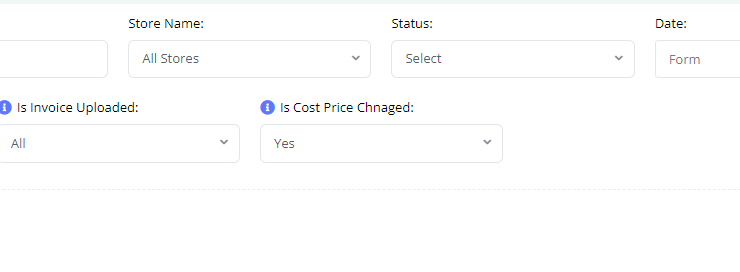 Store Name:
Status:
Date:
All Stores
Select
Form
Is Invoice Uploaded:
Is Cost Price Chnaged:
All
Yes